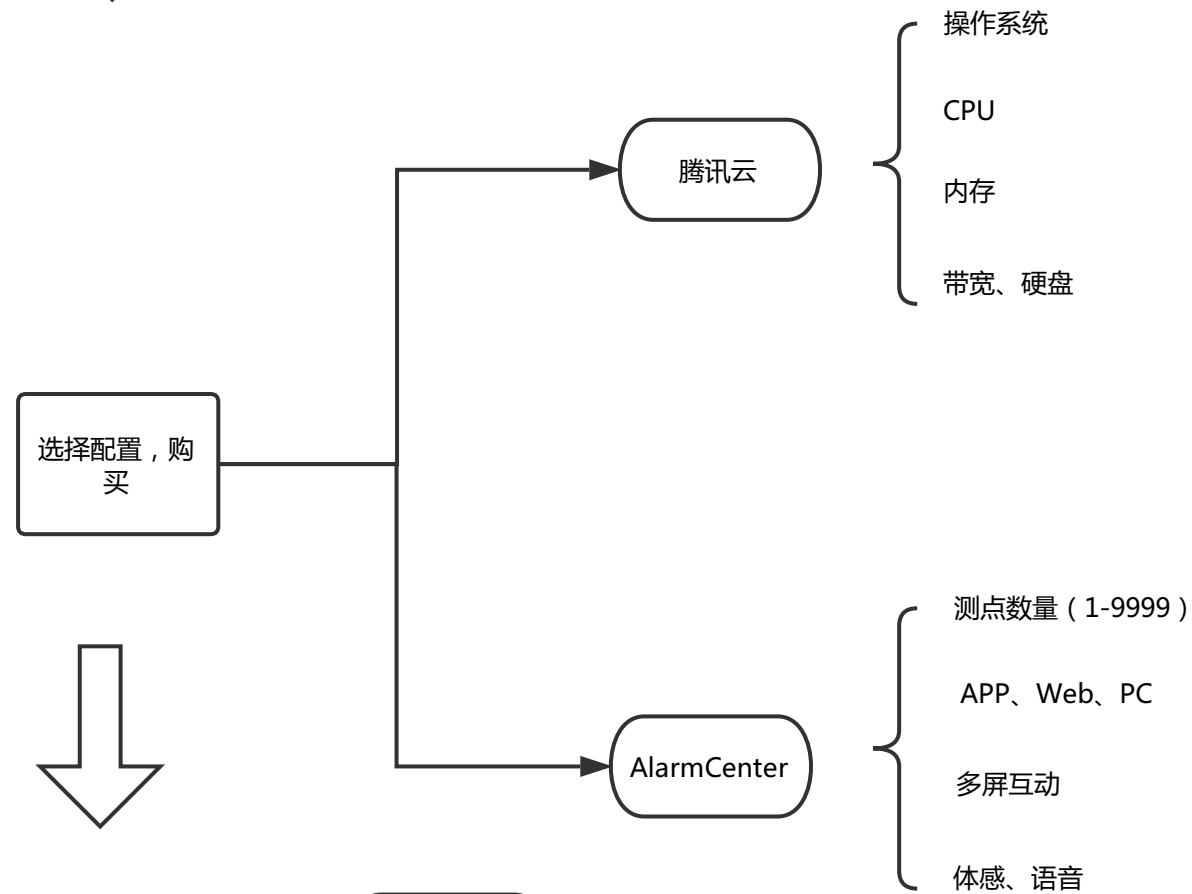 操作系统
CPU
腾讯云
内存
带宽、硬盘
选择配置，购
买
测点数量（1-9999）
APP、Web、PC
AlarmCenter
多屏互动
体感、语音